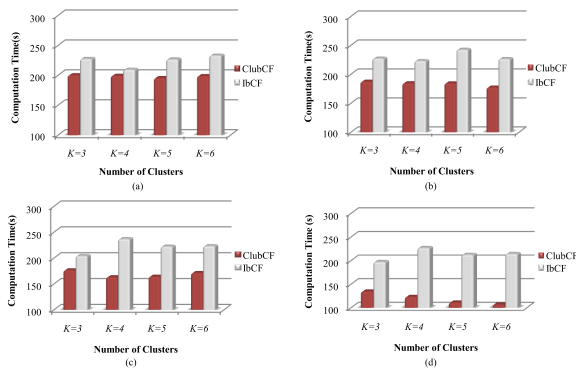 300
250
200
150
100
Computation Time(s)
ClubCF
IbCF
K=3 K=4 K=5 K=6
Number of Clusters
(a)
300
250
200
150
100
Computation Time(s)
ClubCF
IbCF
K=3 K=4 K=5 K=6
Number of Clusters
(b)
300
250
200
150
100
Computation Time(s)
ClubCF
IbCF
K=3 K=4 K=5 K=6
Number of Clusters
(c)
300
250
200
150
100
Computation Time(s)
ClubCF
IbCF
K=3 K=4 K=5 K=6
Number of Clusters
(d)